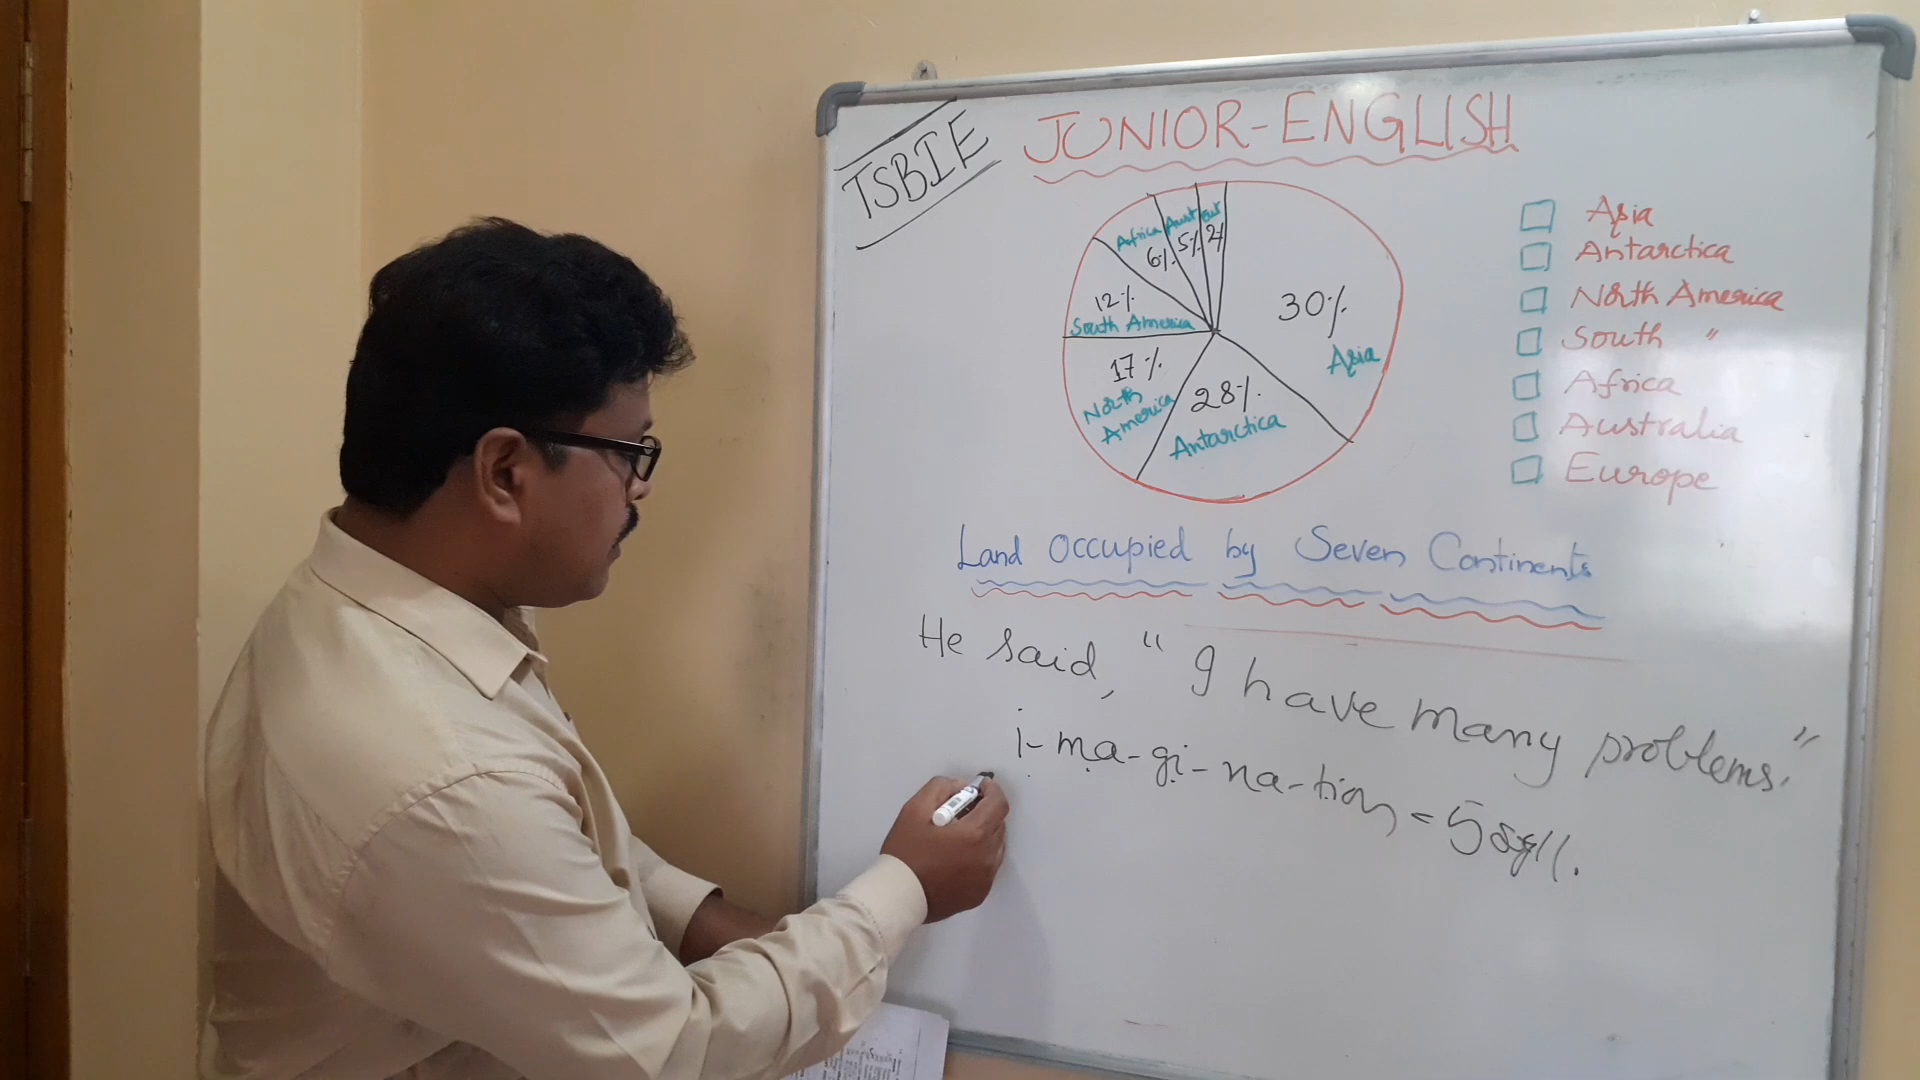 TSBIE
JUNIOR-ENGLISH
Africa
6%
Aust
5%
Eur
2%
30%
Asia
12%
South America
17%
North
America
28%
Antarctica
Asia
Antarctica
North America
South "
Africa
Australia
Europe
Land Occupied by Seven Continents
He said, "I have many problems."
i-ma-gi-na-tion = 5 syll.